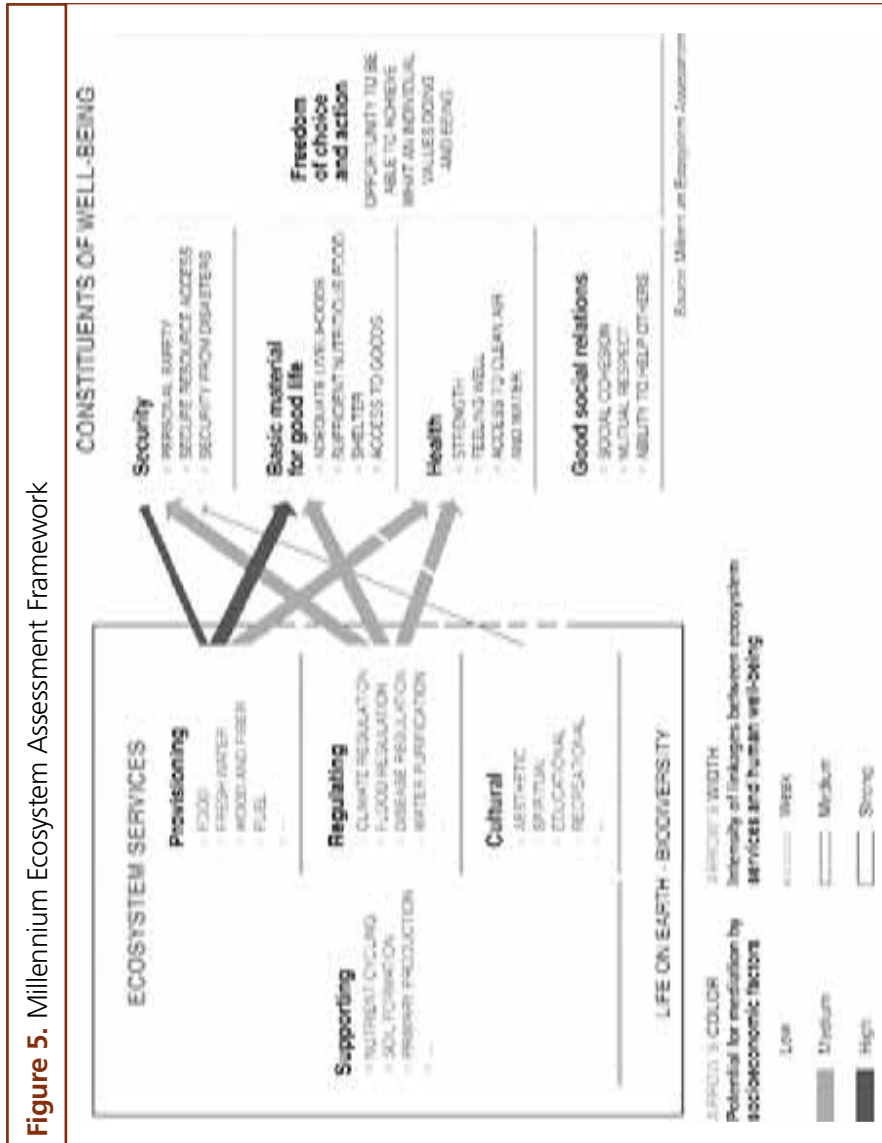 Figure 5. Millennium Ecosystem Assessment Framework
ECOSYSTEM SERVICES
Supporting
NUTRIENT CYCLING
SOIL FORMATION
PRIMARY PRODUCTION
...
Provisioning
FOOD
FRESH WATER
WOOD AND FIBER
FUEL
...
Regulating
CLIMATE REGULATION
FLOOD REGULATION
DISEASE REGULATION
WATER PURIFICATION
...
Cultural
AESTHETIC
SPIRITUAL
EDUCATIONAL
RECREATIONAL
...
LIFE ON EARTH - BIODIVERSITY
CONSTITUENTS OF WELL-BEING
Security
PERSONAL SAFETY
SECURE RESOURCE ACCESS
SECURITY FROM DISASTERS
Basic material
for good life
ADEQUATE LIVELIHOODS
SUFFICIENT NUTRITIOUS FOOD
SHELTER
ACCESS TO GOODS
Health
STRENGTH
FEELING WELL
ACCESS TO CLEAN AIR
AND WATER
Good social relations
SOCIAL COHESION
MUTUAL RESPECT
ABILITY TO HELP OTHERS
Freedom
of choice
and action
OPPORTUNITY TO BE
ABLE TO ACHIEVE
WHAT AN INDIVIDUAL
VALUES DOING
AND BEING
Source: Millennium Ecosystem Assessment
ARROW'S COLOR
Potential for mediation by
socioeconomic factors
Low
Medium
High
ARROW'S WIDTH
Intensity of linkages between ecosystem
services and human well-being
Weak
Medium
Strong